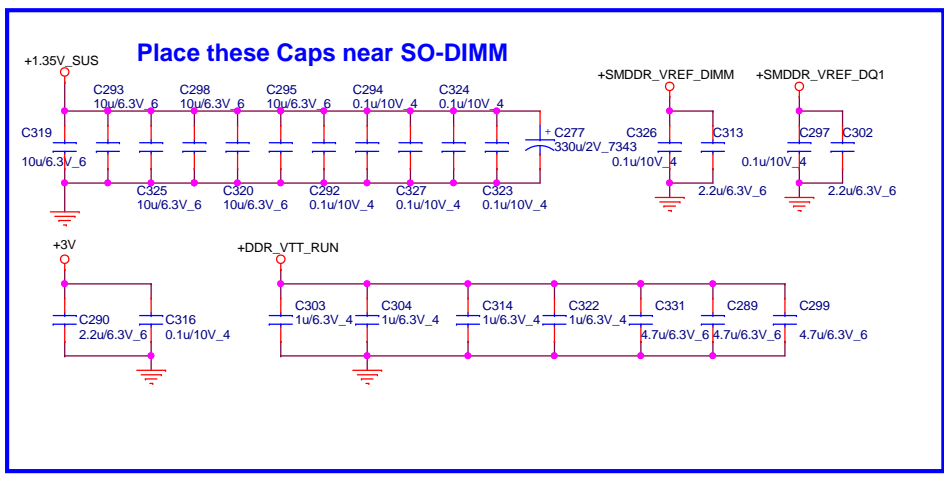 Place these Caps near SO-DIMM
+1.35V_SUS
+SMDDR_VREF_DIMM
+SMDDR_VREF_DQ1
C293
10u/6.3V_6
C298
10u/6.3V_6
C295
10u/6.3V_6
C294
0.1u/10V_4
C324
0.1u/10V_4
C319
10u/6.3V_6
+
C277
330u/2V_7343
C326
0.1u/10V_4
C313
2.2u/6.3V_6
C297
0.1u/10V_4
C302
2.2u/6.3V_6
C325
10u/6.3V_6
C320
10u/6.3V_6
C292
0.1u/10V_4
C327
0.1u/10V_4
C323
0.1u/10V_4
+3V
+DDR_VTT_RUN
C290
2.2u/6.3V_6
C316
0.1u/10V_4
C303
1u/6.3V_4
C304
1u/6.3V_4
C314
1u/6.3V_4
C322
1u/6.3V_4
C331
4.7u/6.3V_6
C289
4.7u/6.3V_6
C299
4.7u/6.3V_6